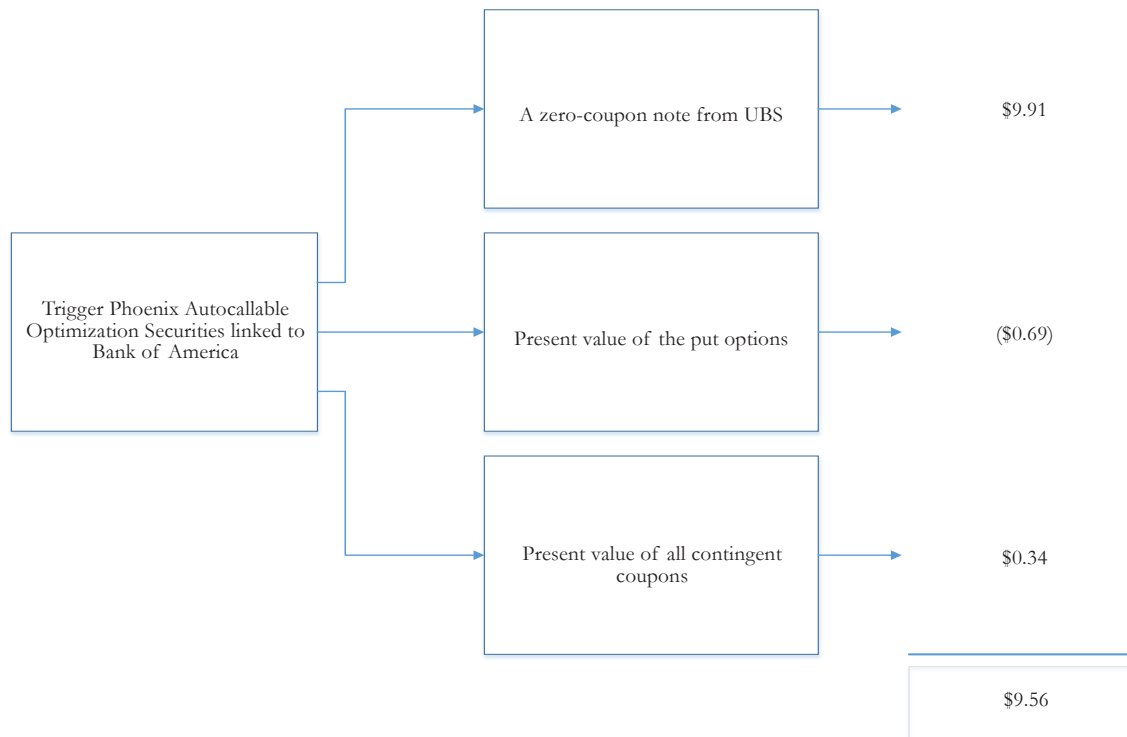 A zero-coupon note from UBS
$9.91
Trigger Phoenix Autocallable
Optimization Securities linked to
Bank of America
Present value of the put options
($0.69)
Present value of all contingent
coupons
$0.34
$9.56